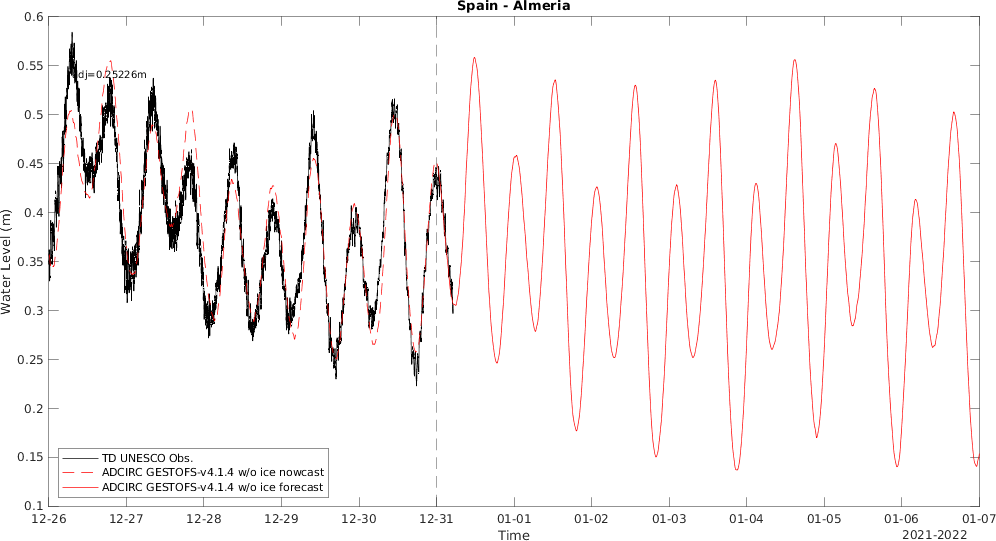 Spain - Almeria
0.6
0.55
0.5
0.45
0.4
0.35
0.3
0.25
0.2
0.15
0.1
Water Level (m)
dj=0.25226m
TD UNESCO Obs.
ADCIRC GESTOFS-v4.1.4 w/o ice nowcast
ADCIRC GESTOFS-v4.1.4 w/o ice forecast
12-26 12-27 12-28 12-29 12-30 12-31 01-01 01-02 01-03 01-04 01-05 01-06 01-07
Time
2021-2022